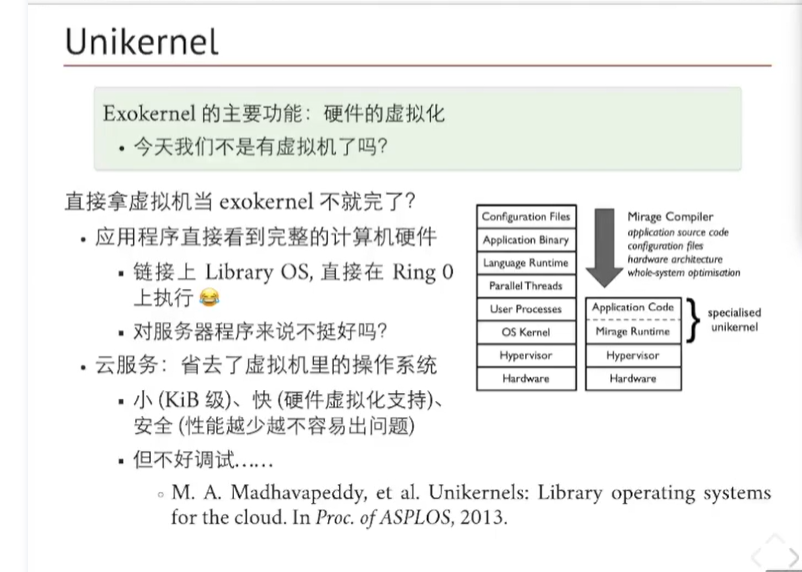 Unikernel
Exokernel 的主要功能：硬件的虚拟化
• 今天我们不是有虚拟机了吗？
直接拿虚拟机当 exokernel 不就完了？
• 应用程序直接看到完整的计算机硬件
▪ 链接上 Library OS, 直接在 Ring 0
上执行 😂
▪ 对服务器程序来说不挺好吗？
• 云服务：省去了虚拟机里的操作系统
▪ 小 (KiB 级)、快 (硬件虚拟化支持)、
安全 (性能越少越不容易出问题)
▪ 但不好调试……
◦ M. A. Madhavapeddy, et al. Unikernels: Library operating systems
for the cloud. In Proc. of ASPLOS, 2013.
Configuration Files
Application Binary
Language Runtime
Parallel Threads
User Processes
OS Kernel
Hypervisor
Hardware
Mirage Compiler
application source code
configuration files
hardware architecture
whole-system optimisation
Application Code
Mirage Runtime
Hypervisor
Hardware
specialised
unikernel